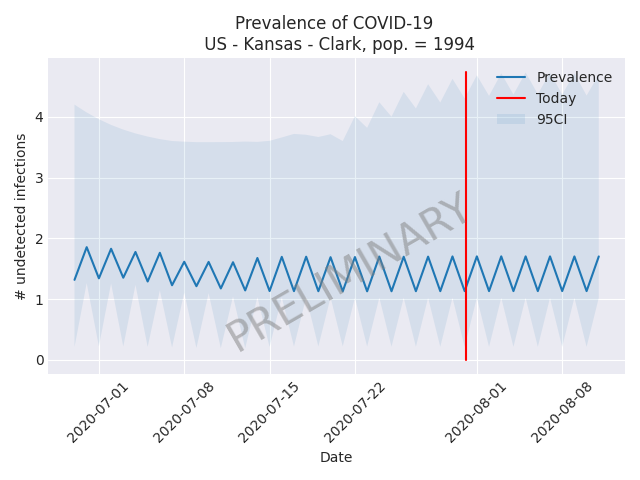 Prevalence of COVID-19
US - Kansas - Clark, pop. = 1994
Prevalence
Today
95CI
# undetected infections
4
3
2
1
0
PRELIMINARY
2020-07-01
2020-07-08
2020-07-15
2020-07-22
2020-08-01
2020-08-08
Date